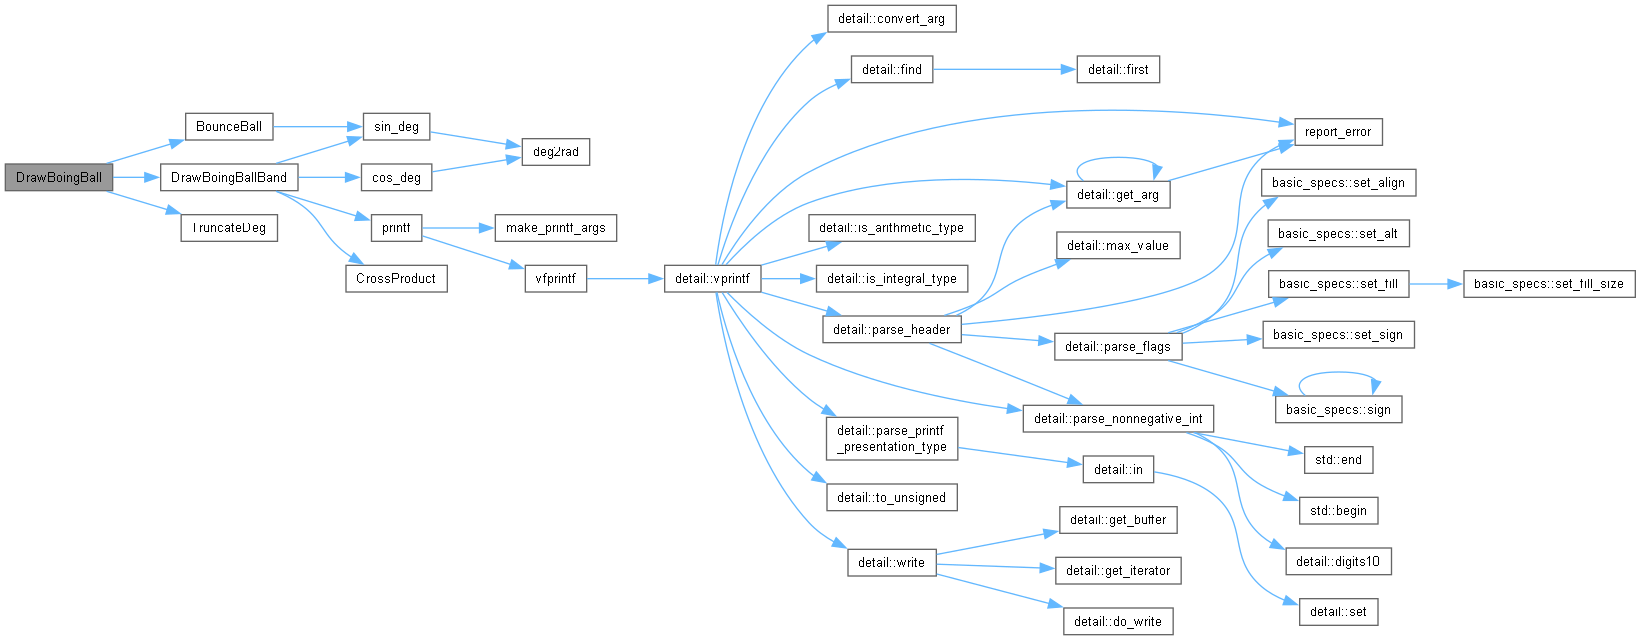 DrawBoingBall
BounceBall
DrawBoingBallBand
TruncateDeg
sin_deg
cos_deg
printf
CrossProduct
deg2rad
make_printf_args
vfprintf
detail::vprintf
detail::convert_arg
detail::find
detail::first
report_error
detail::get_arg
detail::is_arithmetic_type
detail::max_value
detail::is_integral_type
detail::parse_header
detail::parse_flags
basic_specs::set_align
basic_specs::set_alt
basic_specs::set_fill
basic_specs::set_fill_size
basic_specs::set_sign
basic_specs::sign
detail::parse_nonnegative_int
detail::parse_printf
_presentation_type
detail::in
std::end
detail::to_unsigned
std::begin
detail::get_buffer
detail::write
detail::digits10
detail::get_iterator
detail::set
detail::do_write